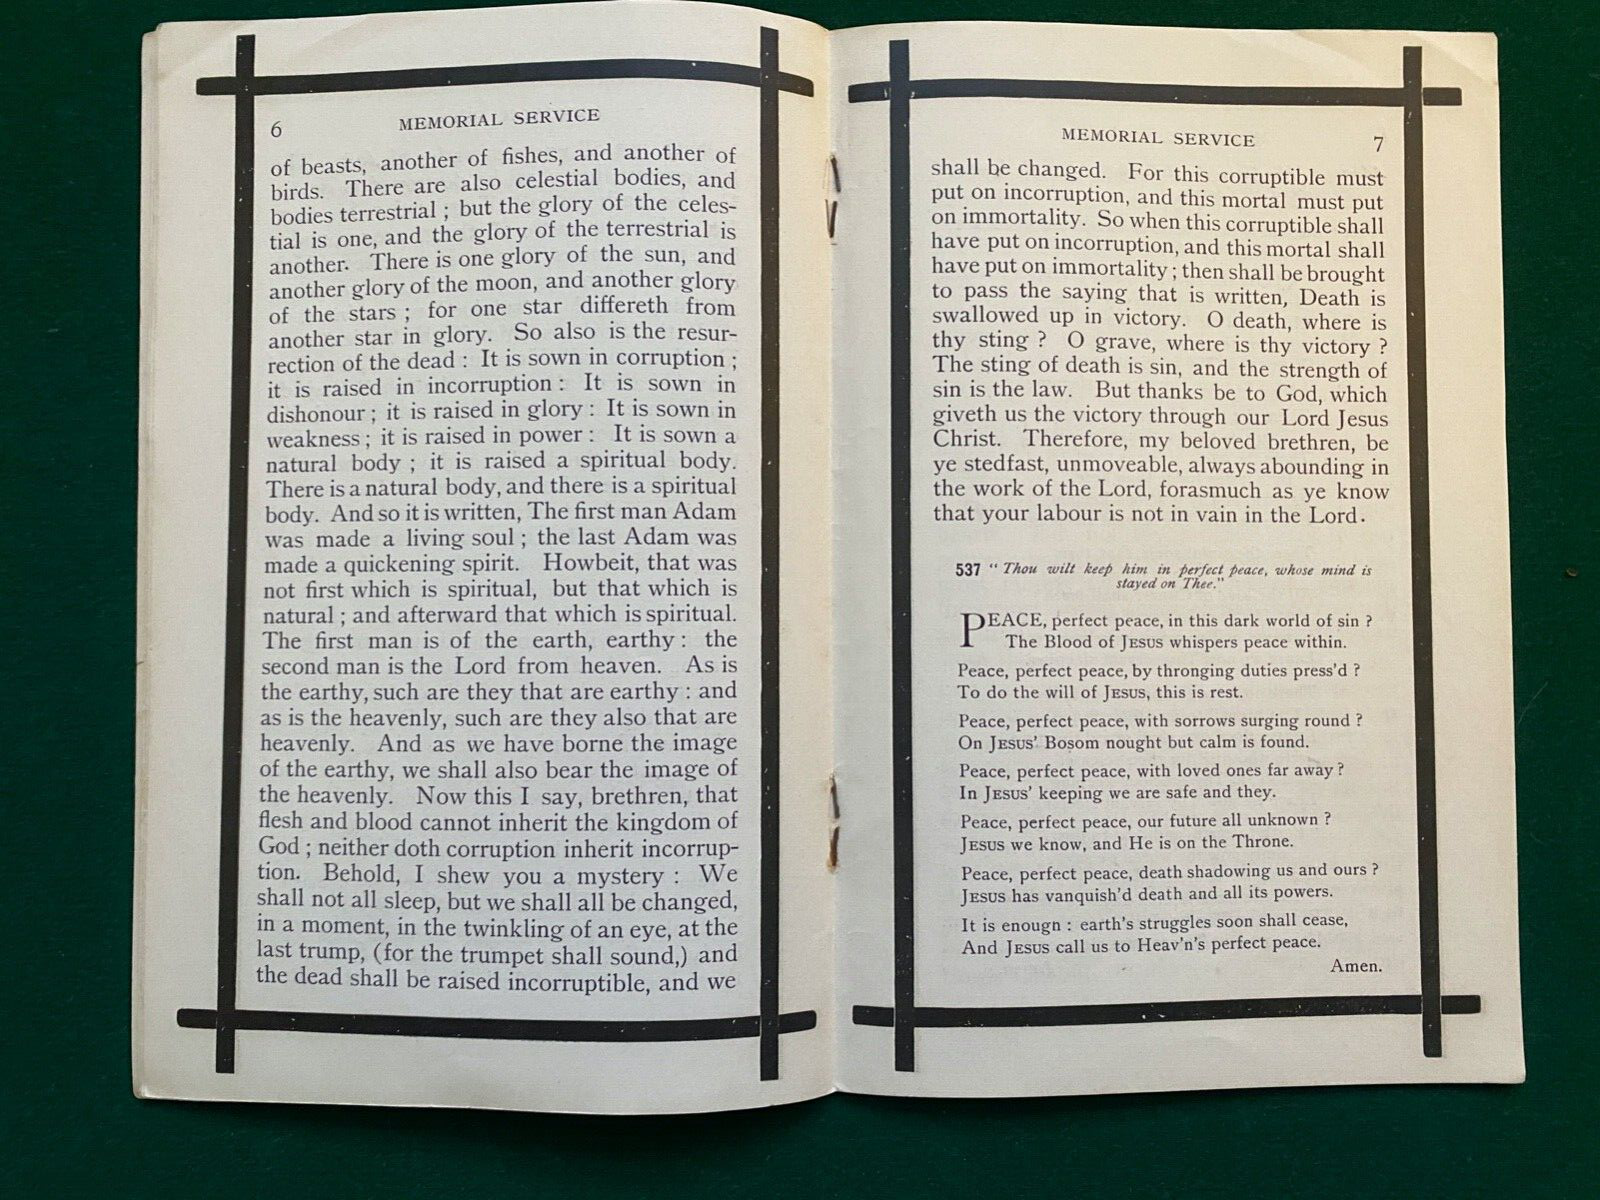 6
MEMORIAL SERVICE
of beasts, another of fishes, and another of
birds. There are also celestial bodies, and
bodies terrestrial ; but the glory of the celes-
tial is one, and the glory of the terrestrial is
another. There is one glory of the sun, and
another glory of the moon, and another glory
of the stars ; for one star differeth from
another star in glory. So also is the resur-
rection of the dead : It is sown in corruption ;
it is raised in incorruption : It is sown in
dishonour ; it is raised in glory : It is sown in
weakness ; it is raised in power : It is sown a
natural body ; it is raised a spiritual body.
There is a natural body, and there is a spiritual
body. And so it is written, The first man Adam
was made a living soul ; the last Adam was
made a quickening spirit. Howbeit, that was
not first which is spiritual, but that which is
natural ; and afterward that which is spiritual.
The first man is of the earth, earthy : the
second man is the Lord from heaven. As is
the earthy, such are they that are earthy : and
as is the heavenly, such are they also that are
heavenly. And as we have borne the image
of the earthy, we shall also bear the image of
the heavenly. Now this I say, brethren, that
flesh and blood cannot inherit the kingdom of
God ; neither doth corruption inherit incorrup-
tion. Behold, I shew you a mystery : We
shall not all sleep, but we shall all be changed,
in a moment, in the twinkling of an eye, at the
last trump, (for the trumpet shall sound,) and
the dead shall be raised incorruptible, and we
MEMORIAL SERVICE
7
shall be changed. For this corruptible must
put on incorruption, and this mortal must put
on immortality. So when this corruptible shall
have put on incorruption, and this mortal shall
have put on immortality ; then shall be brought
to pass the saying that is written, Death is
swallowed up in victory. O death, where is
thy sting ? O grave, where is thy victory ?
The sting of death is sin, and the strength of
sin is the law. But thanks be to God, which
giveth us the victory through our Lord Jesus
Christ. Therefore, my beloved brethren, be
ye stedfast, unmoveable, always abounding in
the work of the Lord, forasmuch as ye know
that your labour is not in vain in the Lord.
537 " Thou wilt keep him in perfect peace, whose mind is
stayed on Thee."
PEACE, perfect peace, in this dark world of sin ?
The Blood of JESUS whispers peace within.
Peace, perfect peace, by thronging duties press'd ?
To do the will of JESUS, this is rest.
Peace, perfect peace, with sorrows surging round ?
On JESUS' Bosom nought but calm is found.
Peace, perfect peace, with loved ones far away ?
In JESUS' keeping we are safe and they.
Peace, perfect peace, our future all unknown ?
JESUS we know, and He is on the Throne.
Peace, perfect peace, death shadowing us and ours ?
JESUS has vanquish'd death and all its powers.
It is enougn : earth's struggles soon shall cease,
And JESUS call us to Heav'n's perfect peace.
Amen.